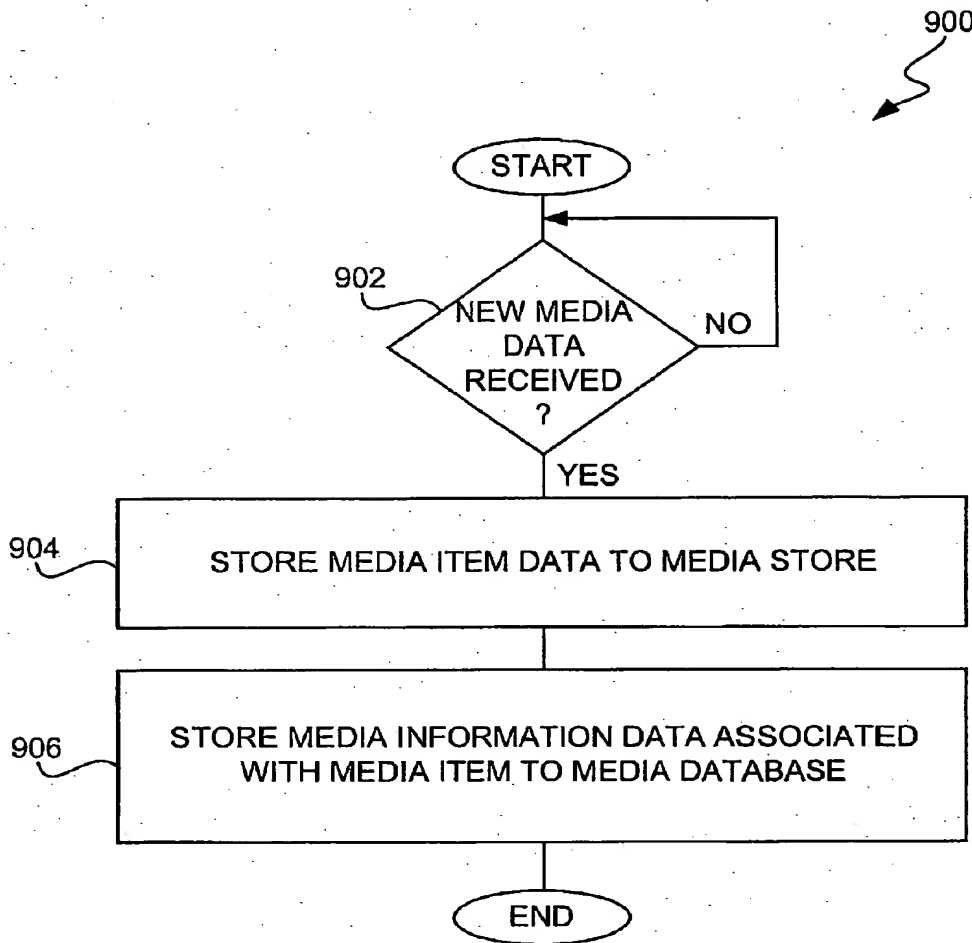 900
START
902
NEW MEDIA
DATA
RECEIVED
?
NO
YES
904
STORE MEDIA ITEM DATA TO MEDIA STORE
906
STORE MEDIA INFORMATION DATA ASSOCIATED
WITH MEDIA ITEM TO MEDIA DATABASE
END